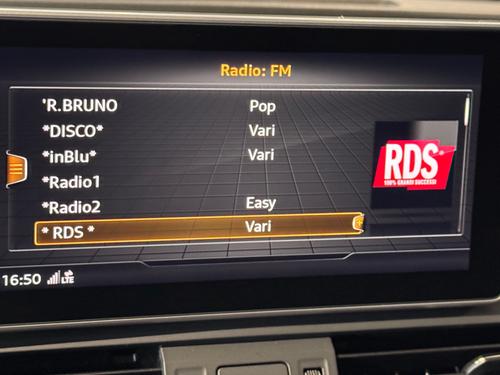 Radio: FM
'R.BRUNO Pop
*DISCO* Vari
*inBlu* Vari
*Radio1
*Radio2 Easy
* RDS * Vari
RDS*
100% GRANDI SUCCESSI
16:50 LTE